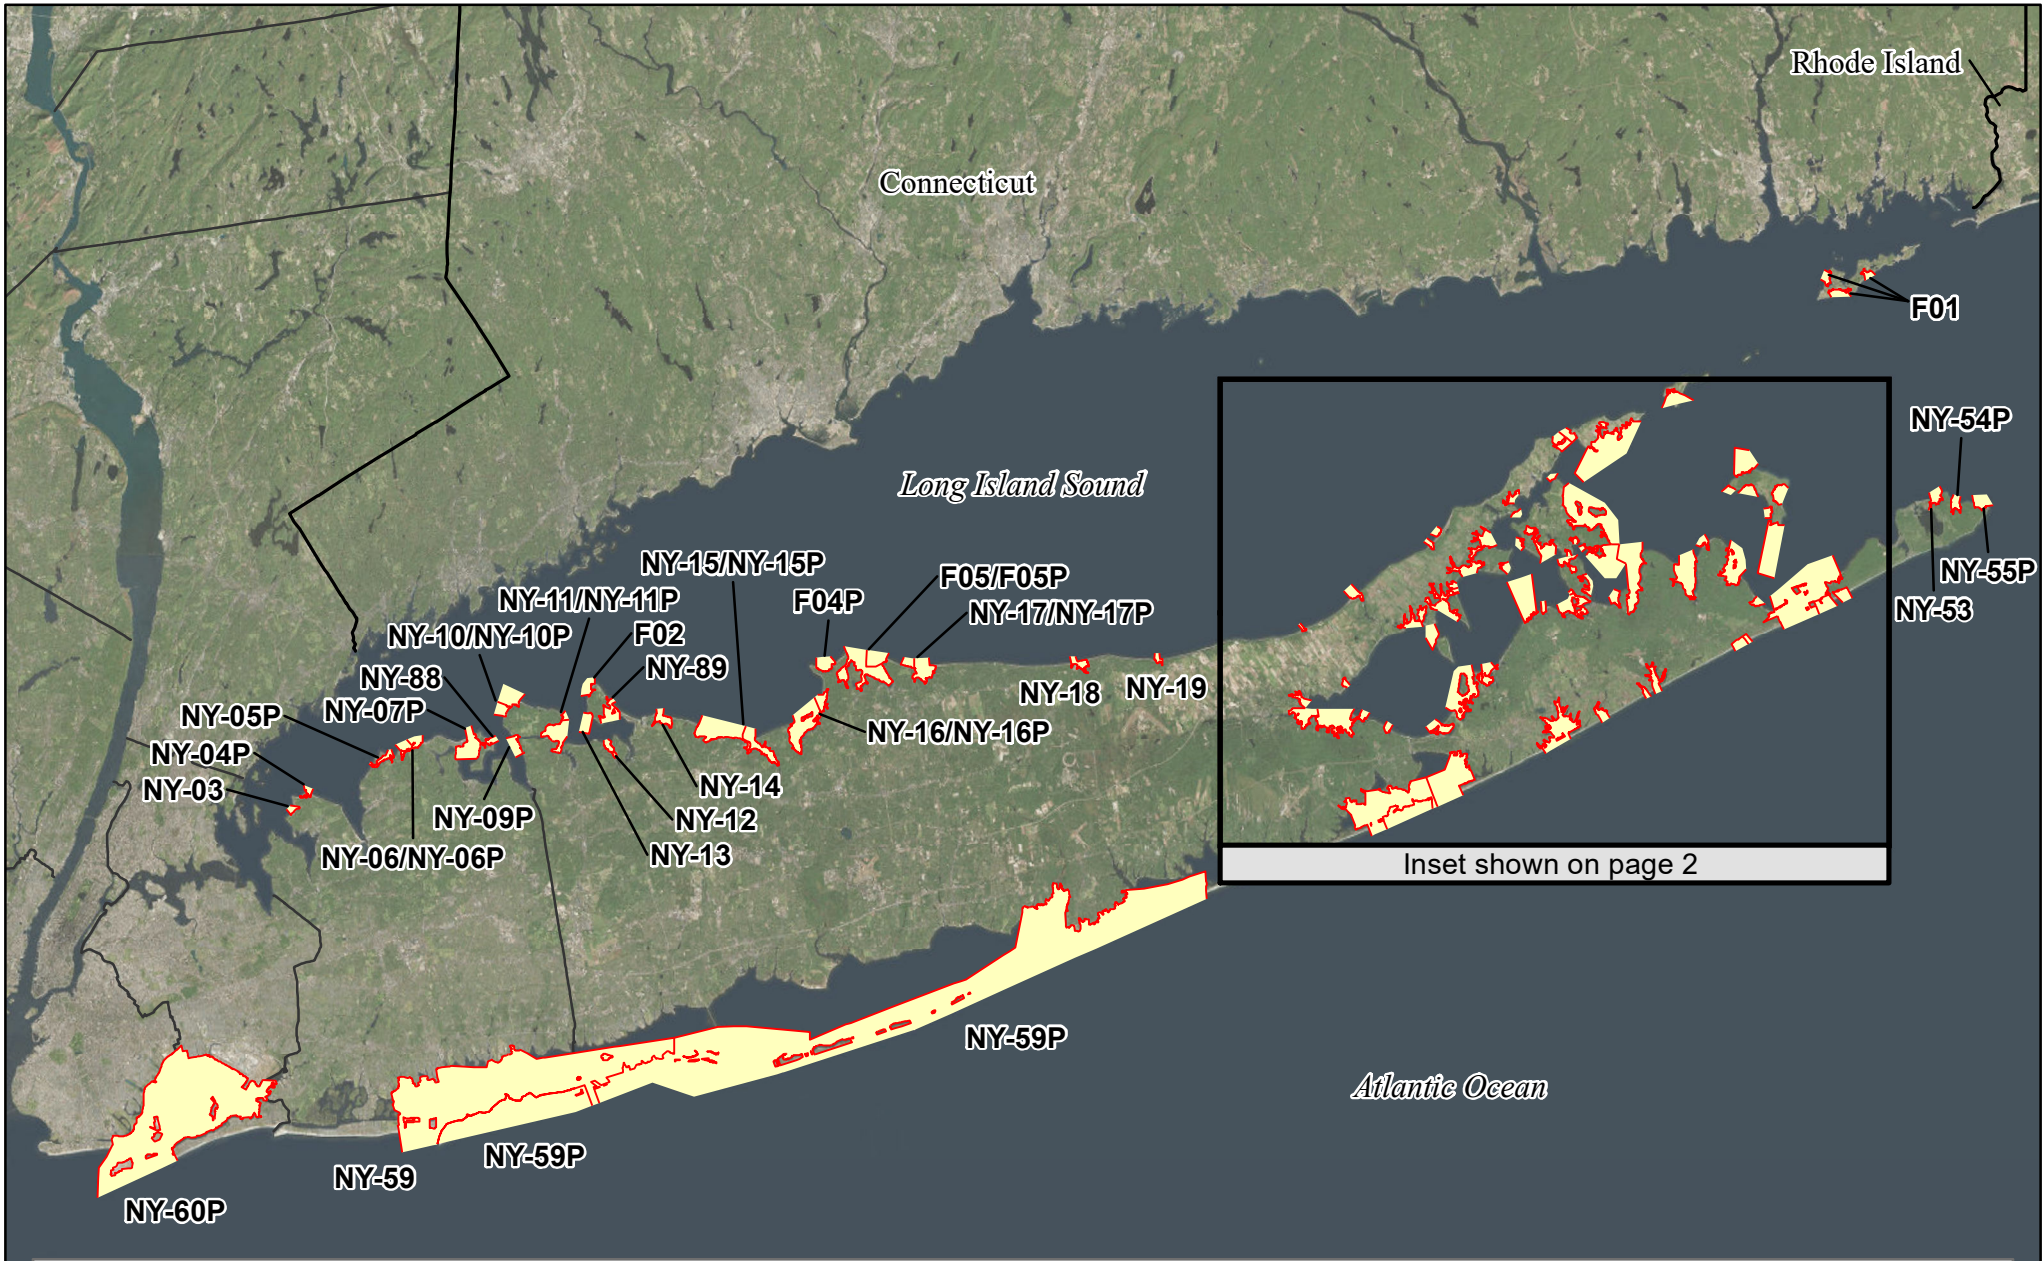 Rhode Island
Connecticut
F01
NY-54P
Long Island Sound
NY-15/NY-15P
F05/F05P
NY-55P
NY-11/NY-11P
F04P
NY-17/NY-17P
NY-53
NY-10/NY-10P
F02
NY-88
NY-89
NY-18
NY-19
NY-07P
NY-05P
NY-16/NY-16P
NY-04P
NY-03
NY-14
NY-09P
NY-12
NY-06/NY-06P
NY-13
Inset shown on page 2
NY-59P
Atlantic Ocean
NY-59P
NY-59
NY-60P